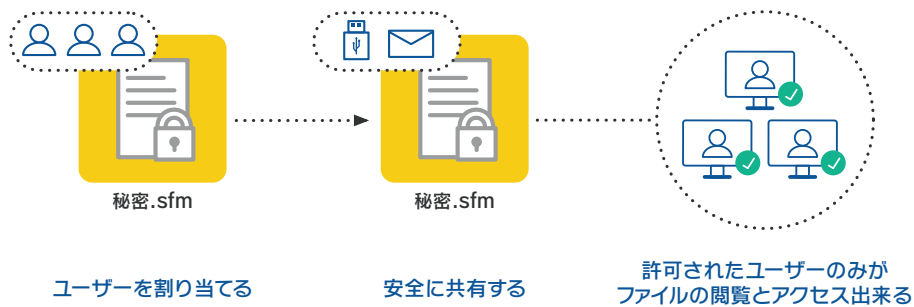 秘密.sfm
秘密.sfm
ユーザーを割り当てる
安全に共有する
許可されたユーザーのみが
ファイルの閲覧とアクセス出来る